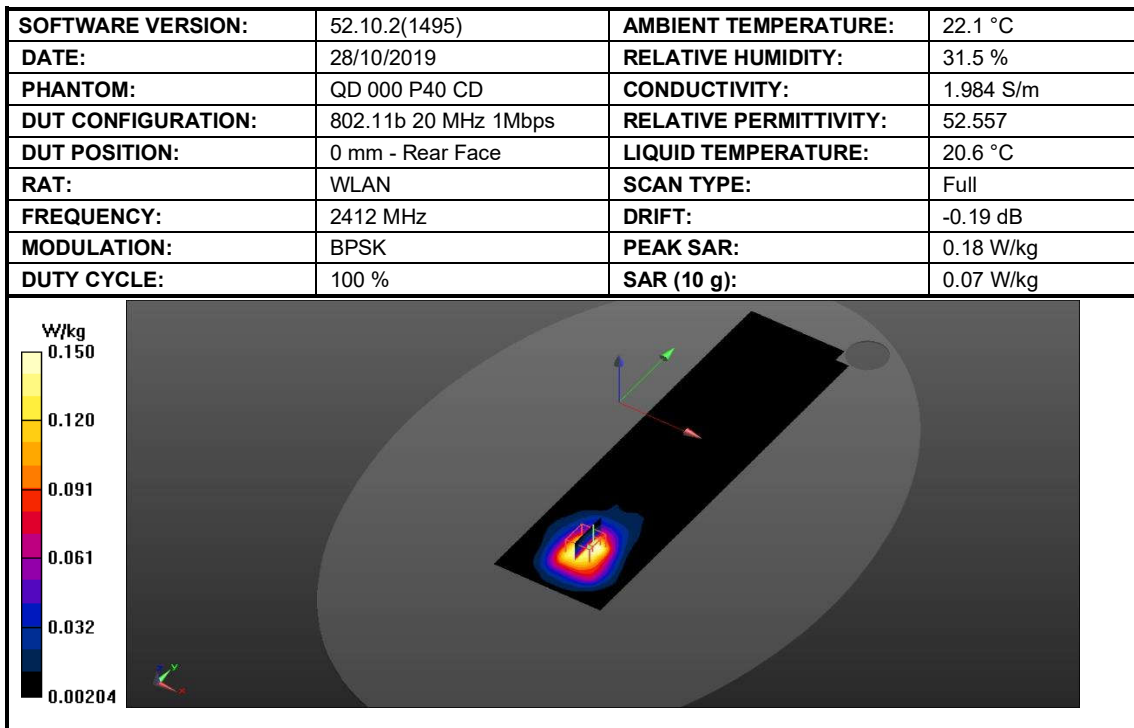 SOFTWARE VERSION: 52.10.2(1495) AMBIENT TEMPERATURE: 22.1 °C
DATE: 28/10/2019 RELATIVE HUMIDITY: 31.5 %
PHANTOM: QD 000 P40 CD CONDUCTIVITY: 1.984 S/m
DUT CONFIGURATION: 802.11b 20 MHz 1Mbps RELATIVE PERMITTIVITY: 52.557
DUT POSITION: 0 mm - Rear Face LIQUID TEMPERATURE: 20.6 °C
RAT: WLAN SCAN TYPE: Full
FREQUENCY: 2412 MHz DRIFT: -0.19 dB
MODULATION: BPSK PEAK SAR: 0.18 W/kg
DUTY CYCLE: 100 % SAR (10 g): 0.07 W/kg
W/kg
0.150
0.120
0.091
0.061
0.032
0.00204
z y
x